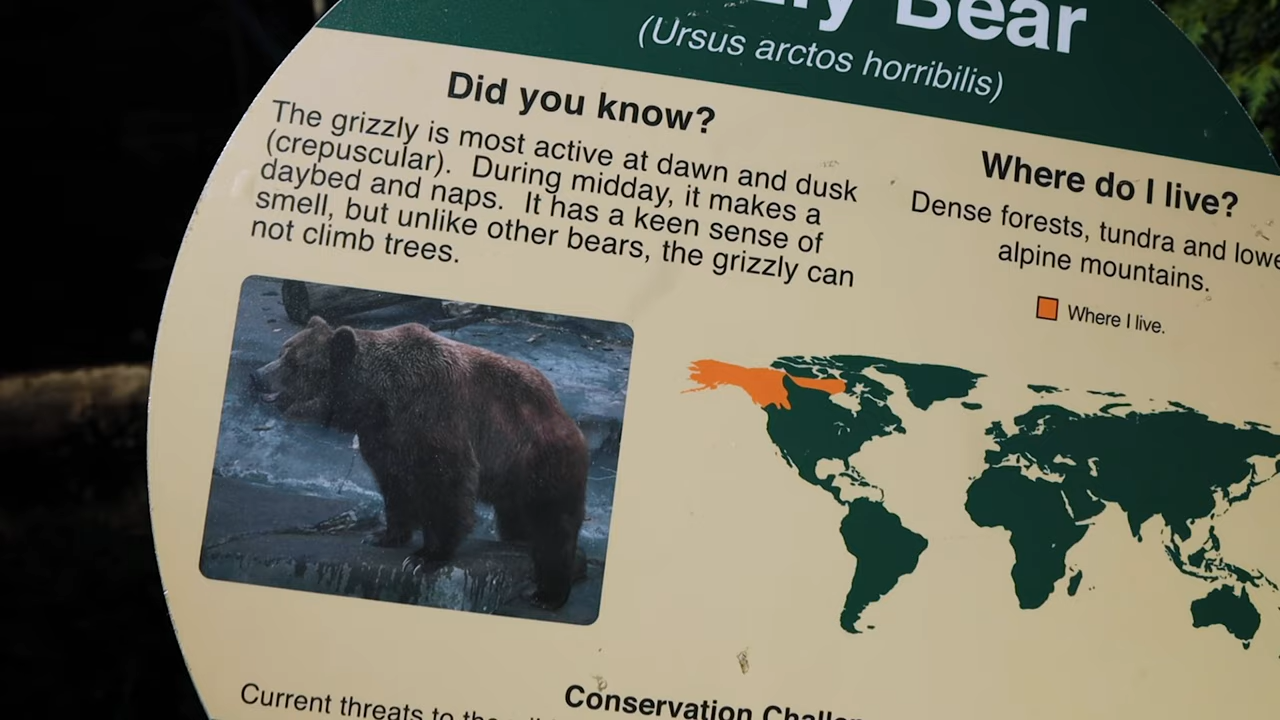 Bear
(Ursus arctos horribilis)
Did you know?
The grizzly is most active at dawn and dusk
(crepuscular). During midday, it makes a
daybed and naps. It has a keen sense of
smell, but unlike other bears, the grizzly can
not climb trees.
Where do I live?
Dense forests, tundra and
alpine mountains.
Where I live.
Conservation
Current threats to